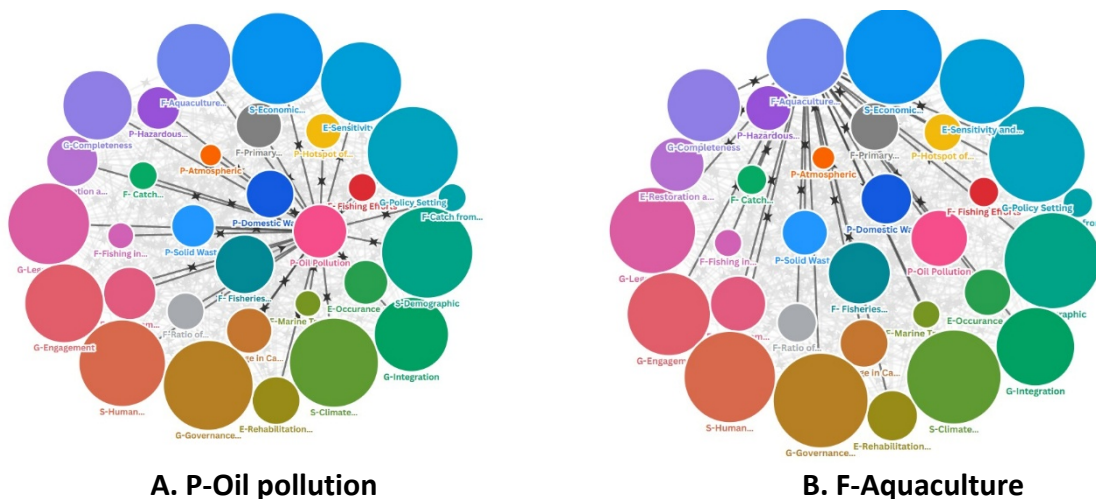 F-Aquaculture...
S-Economic...
E-Sensitivity
P-Hazardous...
G-Completeness
F-Primary...
P-Hotspot of...
P-Atmospheric
F- Catch...
F- Fishing Efforts
G-Policy Setting
F-Catch from...
P-Domestic Wa
P-Solid Wast
F-Fishing in...
P-Oil Pollution
G-Le
F- Fisheries...
S-Demographic
E-Occurance
F-Ratio of...
G-Engagement
G-Integration
S-Human...
S-Climate...
G-Governance...
E-Rehabilitation...
A. P-Oil pollution
F-Aquaculture...
S-Economic...
E-Sensitivity and...
P-Hazardous...
G-Completeness
F-Primary...
P-Hotspot of...
P-Atmospheric
E-Restoration a...
F- Catch...
F- Fishing Efforts
G-Policy Setting
P-Domestic Wa
P-Solid Wast
F-Fishing in...
P-Oil Pollution
G-Le
F- Fisheries...
E-Occurance
F-Ratio of...
G-Engagem
G-Integration
S-Human...
S-Climate...
G-Governance...
E-Rehabilitation...
B. F-Aquaculture